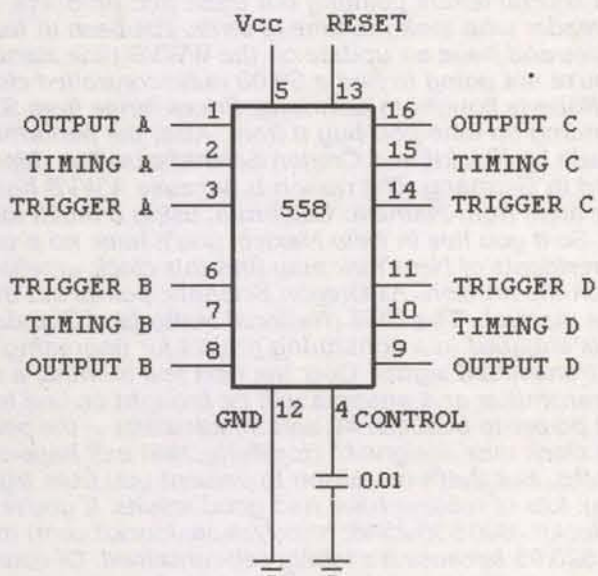 Vcc RESET
5 13
OUTPUT A 1 16 OUTPUT C
TIMING A 2 15 TIMING C
TRIGGER A 3 14 TRIGGER C
558
TRIGGER B 6 11 TRIGGER D
TIMING B 7 10 TIMING D
OUTPUT B 8 9 OUTPUT D
GND 12 4 CONTROL
0.01